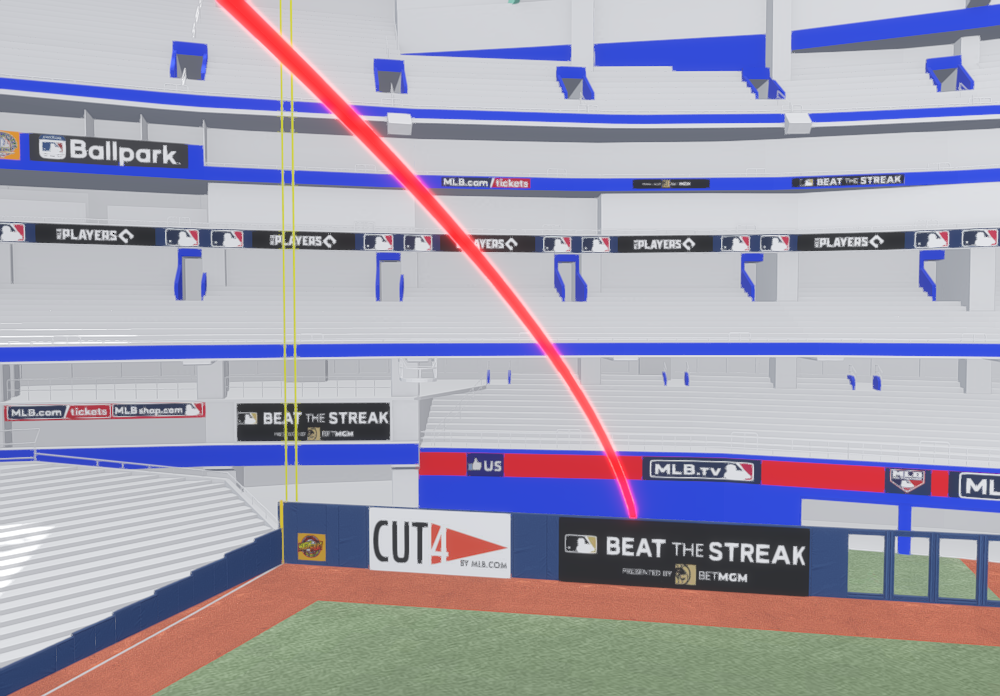 Ballpark
MLB.com/tickets
BEAT THE STREAK
PLAYERS
PLAYERS
PLAYERS
PLAYERS
PLAYERS
MLB.com/tickets
MLBshop.com
BEAT THE STREAK
PRESENTED BY BETMGM
US
MLB.TV
MLB
ML
CUT4
BY MLB.COM
BEAT THE STREAK
PRESENTED BY BETMGM